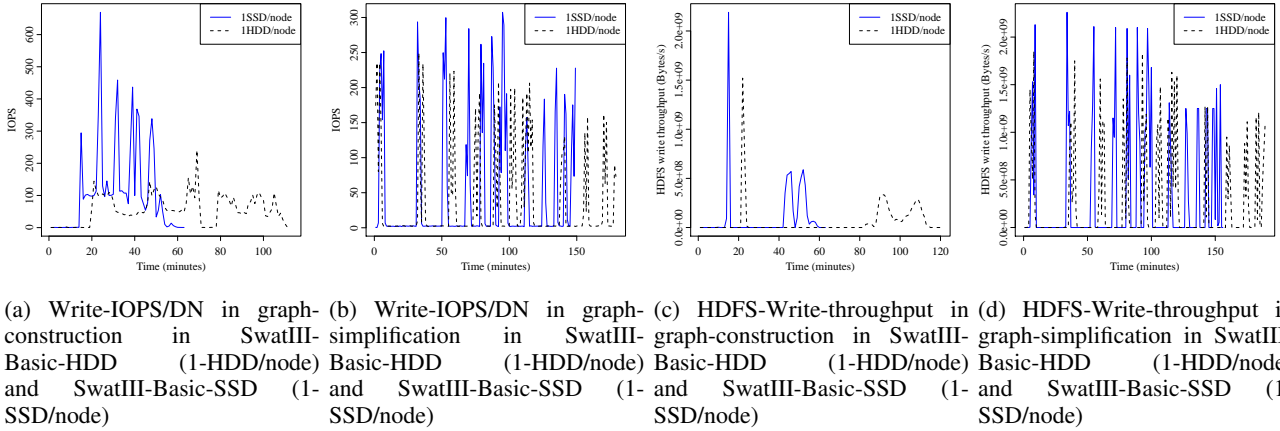 1SSD/node
1HDD/node
IOPS
0 100 200 300 400 500 600
0 20 40 60 80 100
Time (minutes)
1SSD/node
1HDD/node
IOPS
0 50 100 150 200 250 300
0 50 100 150
Time (minutes)
1SSD/node
1HDD/node
HDFS write throughput (Bytes/s)
0.0e+00 5.0e+08 1.0e+09 1.5e+09 2.0e+09
0 20 40 60 80 100 120
Time (minutes)
1SSD/node
1HDD/node
HDFS write throughput (Bytes/s)
0.0e+00 5.0e+08 1.0e+09 1.5e+09 2.0e+09
0 50 100 150
Time (minutes)
(a) Write-IOPS/DN in graph-
construction in SwatIII-
Basic-HDD (1-HDD/node)
and SwatIII-Basic-SSD (1-
SSD/node)
(b) Write-IOPS/DN in graph-
simplification in SwatIII-
Basic-HDD (1-HDD/node)
and SwatIII-Basic-SSD (1-
SSD/node)
(c) HDFS-Write-throughput in
graph-construction in SwatIII-
Basic-HDD (1-HDD/node)
and SwatIII-Basic-SSD (1-
SSD/node)
(d) HDFS-Write-throughput
graph-simplification in
Basic-HDD (1-HDD/node)
and SwatIII-Basic-SSD
SSD/node)